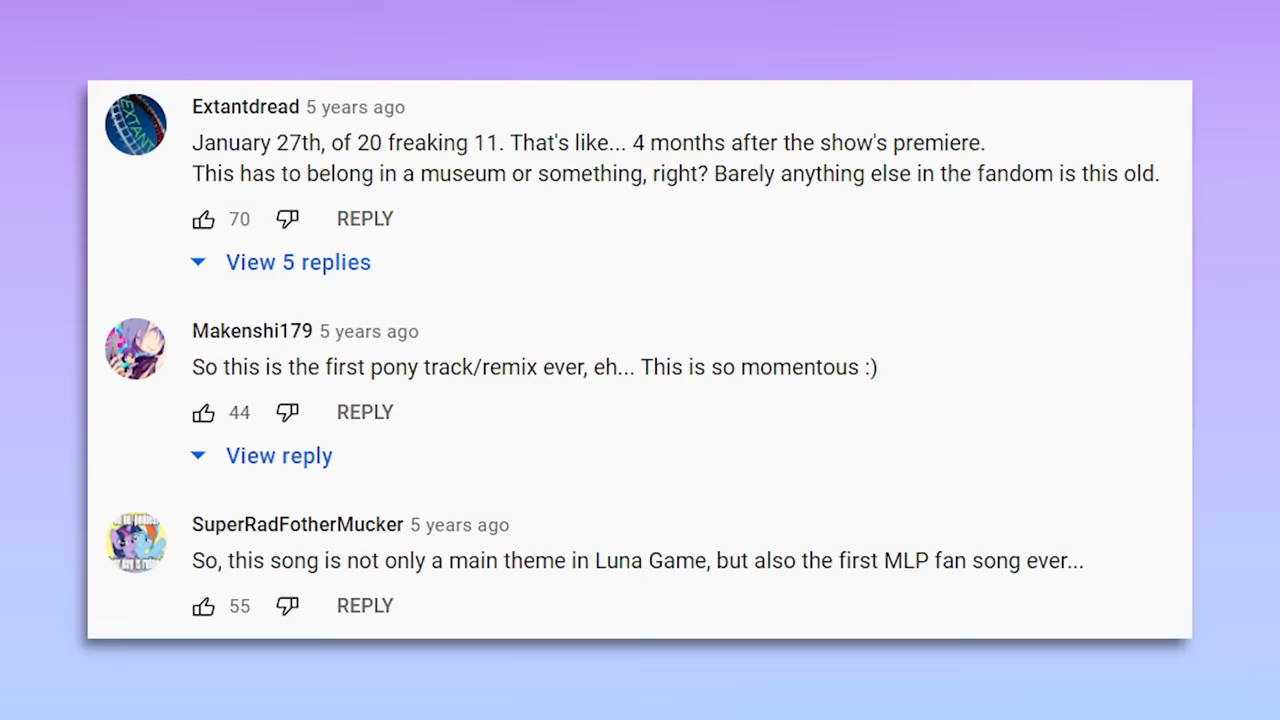 Extantdread 5 years ago
January 27th, of 20 freaking 11. That's like... 4 months after the show's premiere.
This has to belong in a museum or something, right? Barely anything else in the fandom is this old.
70 REPLY
View 5 replies
Makenshi179 5 years ago
So this is the first pony track/remix ever, eh... This is so momentous :)
44 REPLY
View reply
SuperRadFotherMucker 5 years ago
So, this song is not only a main theme in Luna Game, but also the first MLP fan song ever...
55 REPLY
EXTANT